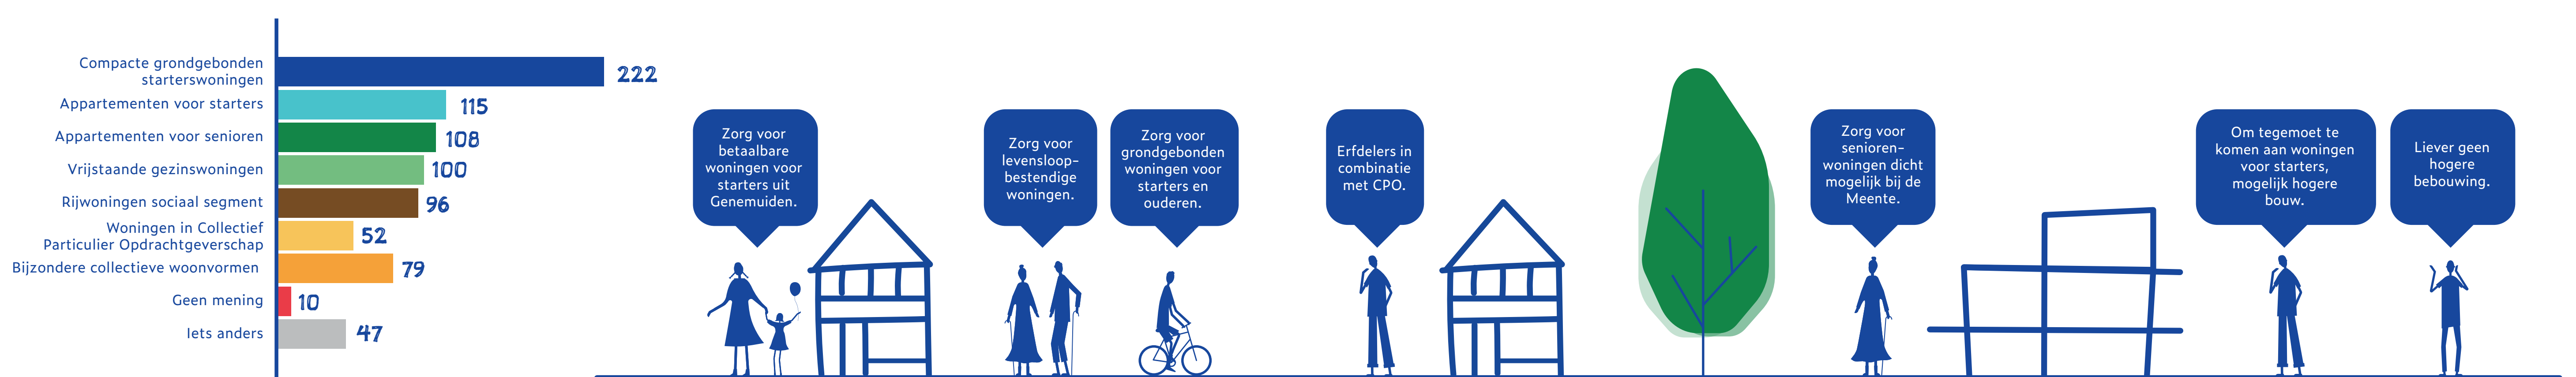 Compacte grondgebonden
starterswoningen
222
Appartementen voor starters
115
Appartementen voor senioren
108
Vrijstaande gezinswoningen
100
Rijwoningen sociaal segment
96
Woningen in Collectief
Particulier Opdrachtgeverschap
52
Bijzondere collectieve woonvormen
79
Geen mening
10
Iets anders
47
Zorg voor
betaalbare
woningen voor
starters uit
Genemuiden.
Zorg voor
levensloop-
bestendige
woningen.
Zorg voor
grondgebonden
woningen voor
starters en
ouderen.
Erfdelers in
combinatie
met CPO.
Zorg voor
senioren-
woningen dicht
mogelijk bij de
Meente.
Om tegemoet te
komen aan woningen
voor starters,
mogelijk hogere
bouw.
Liever geen
hogere
bebouwing.